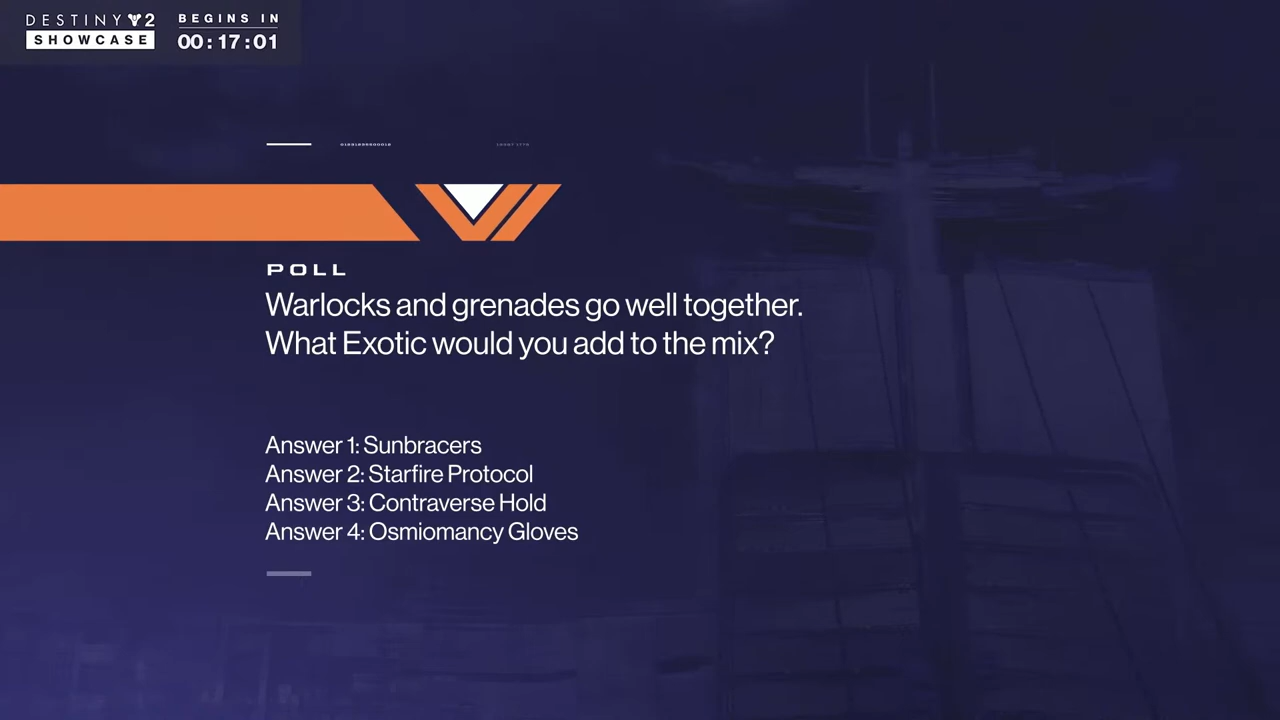 DESTINY 2
SHOWCASE
BEGINS IN
00:17:01
POLL
Warlocks and grenades go well together.
What Exotic would you add to the mix?
Answer 1: Sunbracers
Answer 2: Starfire Protocol
Answer 3: Contraverse Hold
Answer 4: Osmiomancy Gloves